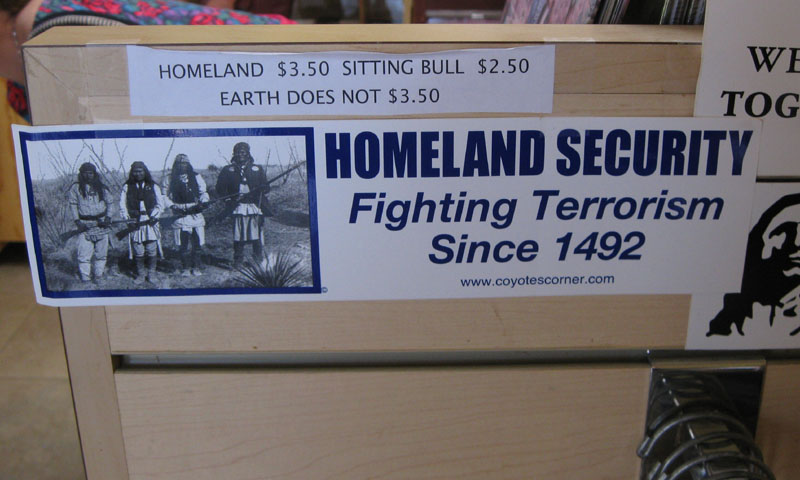 HOMELAND $3.50 SITTING BULL $2.50
EARTH DOES NOT $3.50
HOMELAND SECURITY
Fighting Terrorism
Since 1492
www.coyotescorner.com
WE
TOG